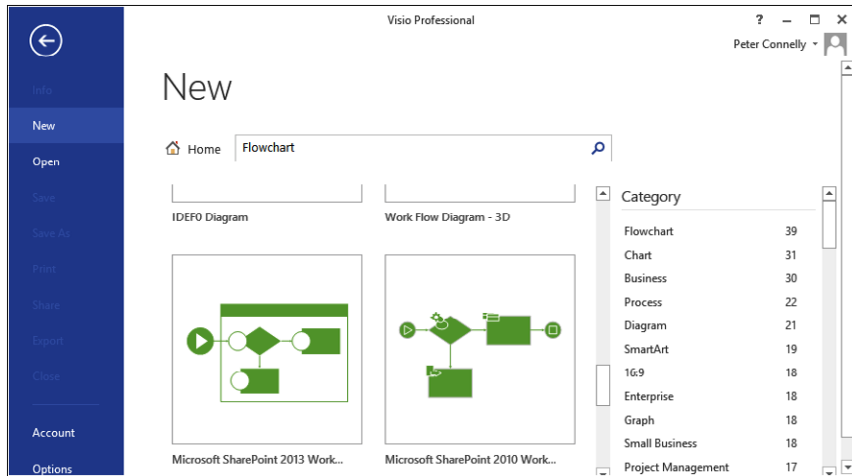 Visio Professional
?
Peter Connelly
Info
New
Open
Save
Save As
Print
Share
Export
Close
Account
Options
New
Home
Flowchart
IDEF0 Diagram
Work Flow Diagram - 3D
Microsoft SharePoint 2013 Work...
Microsoft SharePoint 2010 Work...
Category
Flowchart 39
Chart 31
Business 30
Process 22
Diagram 21
SmartArt 19
16:9 18
Enterprise 18
Graph 18
Small Business 18
Project Management 17